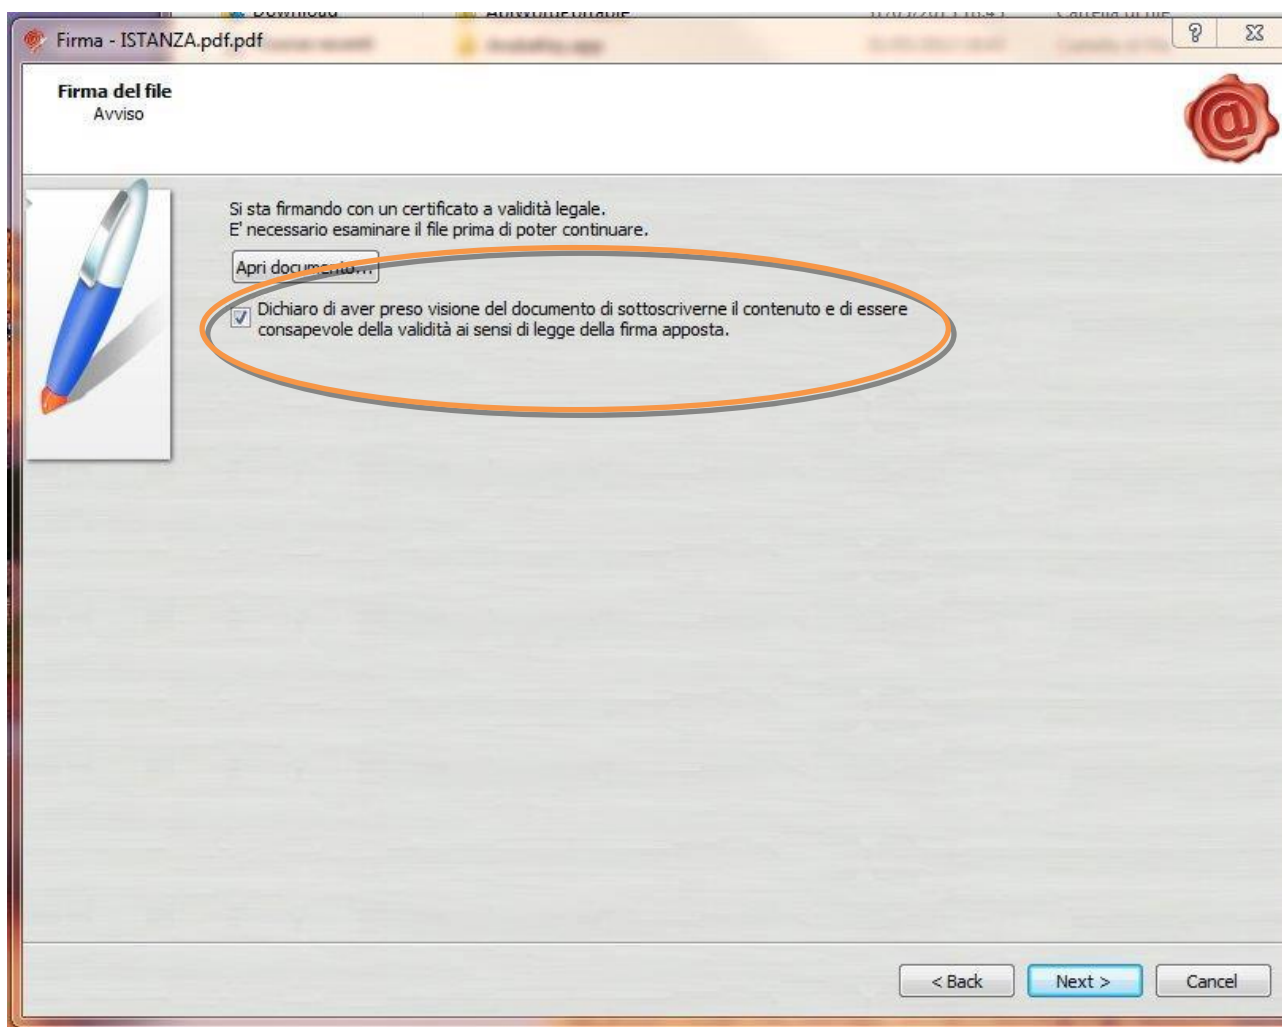 Download
AbiWordPortable
Firma - ISTANZA.pdf.pdf
Firma del file
Avviso
Si sta firmando con un certificato a validità legale.
E' necessario esaminare il file prima di poter continuare.
Apri documento...
Dichiaro di aver preso visione del documento di sottoscriverne il contenuto e di essere
consapevole della validità ai sensi di legge della firma apposta.
< Back
Next >
Cancel